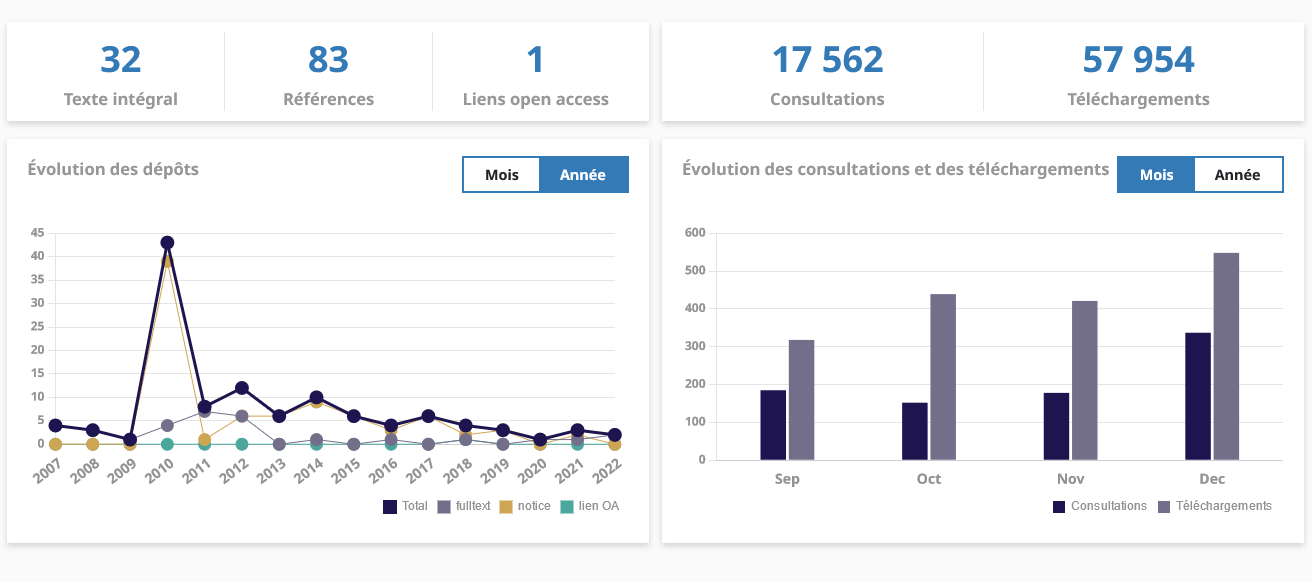 32
Texte intégral
83
Références
1
Liens open access
17 562
Consultations
57 954
Téléchargements
Évolution des dépôts
Mois
Année
45
40
35
30
25
20
15
10
5
0
2007
2008
2009
2010
2011
2012
2013
2014
2015
2016
2017
2018
2019
2020
2021
2022
Total
fulltext
notice
lien OA
Évolution des consultations et des téléchargements
Mois
Année
600
500
400
300
200
100
0
Sep
Oct
Nov
Dec
Consultations
Téléchargements